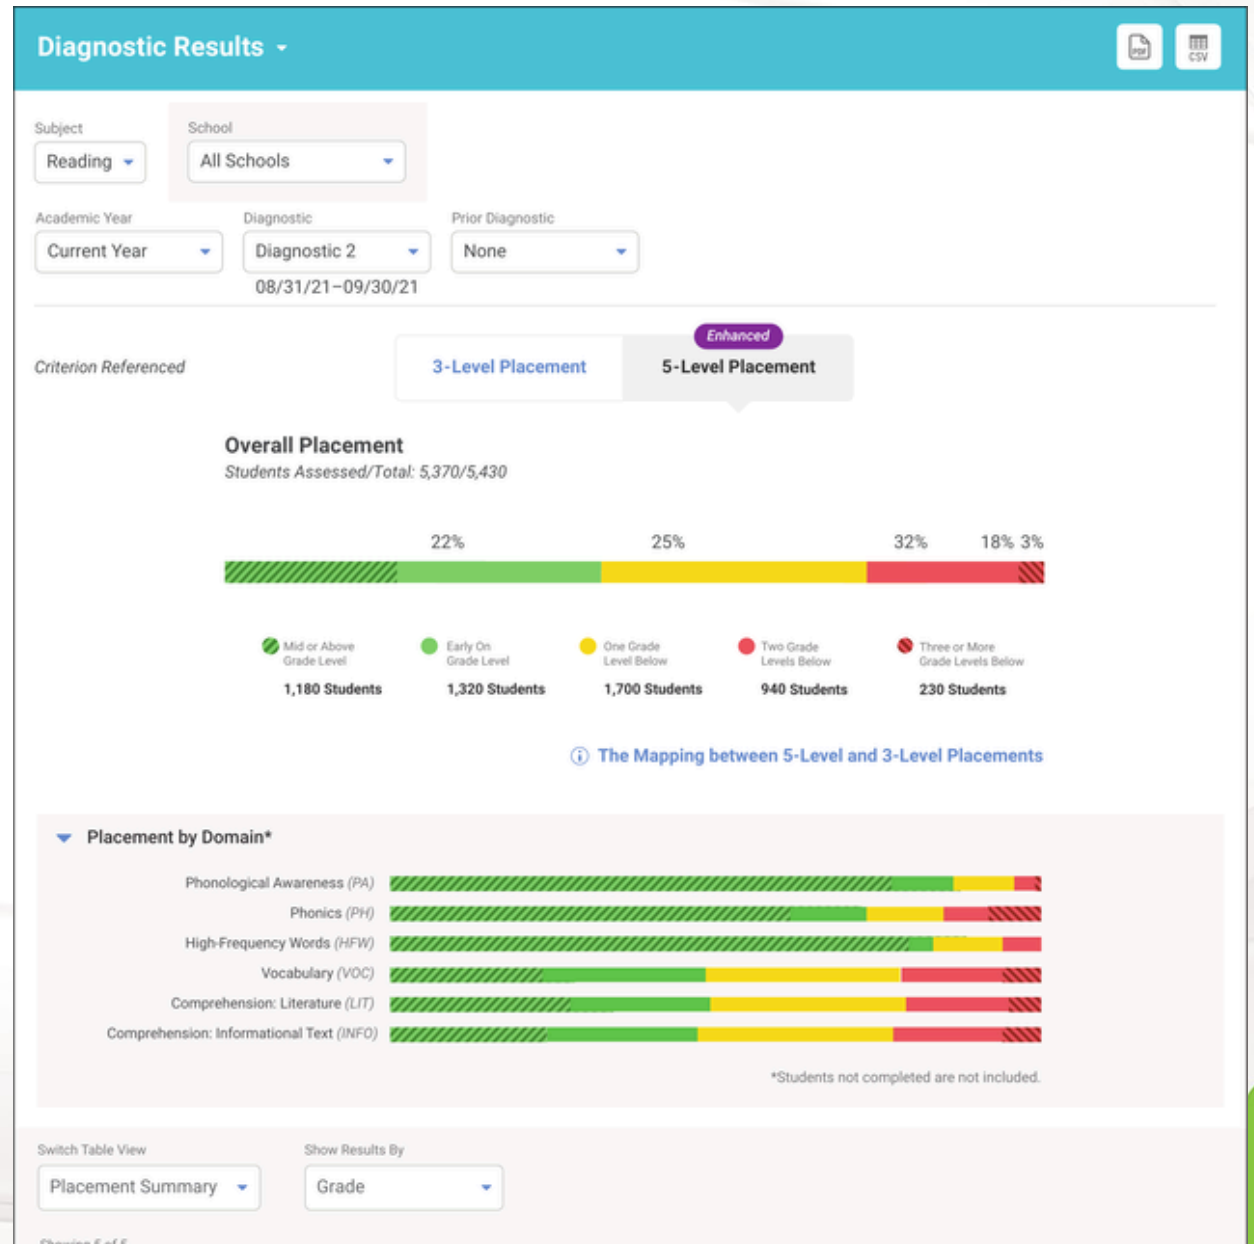 Diagnostic Results
PDF
CSV
Subject
School
Reading
All Schools
Academic Year
Diagnostic
Prior Diagnostic
Current Year
Diagnostic 2
None
08/31/21–09/30/21
Enhanced
Criterion Referenced
3-Level Placement
5-Level Placement
Overall Placement
Students Assessed/Total: 5,370/5,430
22% 25% 32% 18% 3%
Mid or Above
Grade Level
1,180 Students
Early On
Grade Level
1,320 Students
One Grade
Level Below
1,700 Students
Two Grade
Levels Below
940 Students
Three or More
Grade Levels Below
230 Students
The Mapping between 5-Level and 3-Level Placements
Placement by Domain*
Phonological Awareness (PA)
Phonics (PH)
High-Frequency Words (HFW)
Vocabulary (VOC)
Comprehension: Literature (LIT)
Comprehension: Informational Text (INFO)
*Students not completed are not included.
Switch Table View
Show Results By
Placement Summary
Grade
Showing 5 of 5